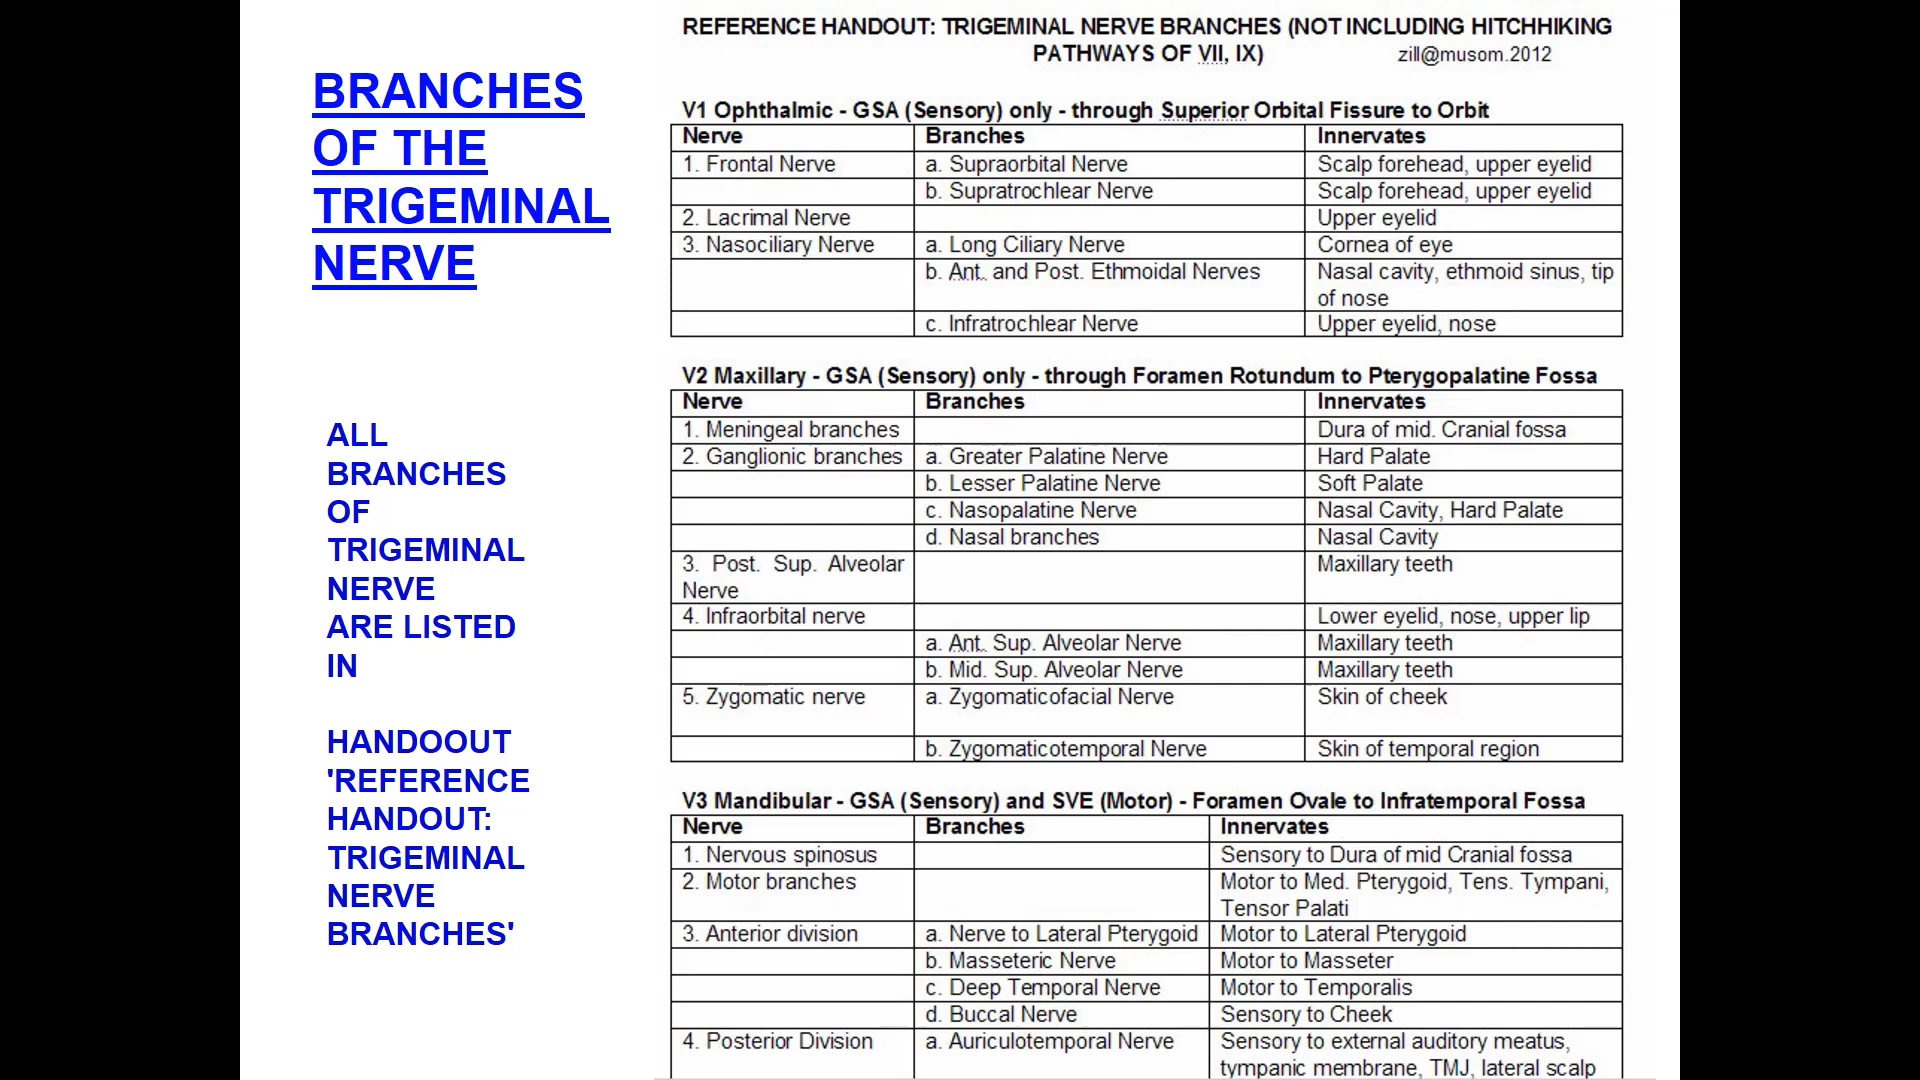 BRANCHES
OF THE
TRIGEMINAL
NERVE
ALL
BRANCHES
OF
TRIGEMINAL
NERVE
ARE LISTED
IN
HANDOOUT
'REFERENCE
HANDOUT:
TRIGEMINAL
NERVE
BRANCHES'
REFERENCE HANDOUT: TRIGEMINAL NERVE BRANCHES (NOT INCLUDING HITCHHIKING
PATHWAYS OF VII, IX) zill@musom.2012
V1 Ophthalmic - GSA (Sensory) only - through Superior Orbital Fissure to Orbit
Nerve Branches Innervates
1. Frontal Nerve a. Supraorbital Nerve Scalp forehead, upper eyelid
b. Supratrochlear Nerve Scalp forehead, upper eyelid
2. Lacrimal Nerve Upper eyelid
3. Nasociliary Nerve a. Long Ciliary Nerve Cornea of eye
b. Ant. and Post. Ethmoidal Nerves Nasal cavity, ethmoid sinus, tip
of nose
c. Infratrochlear Nerve Upper eyelid, nose
V2 Maxillary - GSA (Sensory) only - through Foramen Rotundum to Pterygopalatine Fossa
Nerve Branches Innervates
1. Meningeal branches Dura of mid. Cranial fossa
2. Ganglionic branches a. Greater Palatine Nerve Hard Palate
b. Lesser Palatine Nerve Soft Palate
c. Nasopalatine Nerve Nasal Cavity, Hard Palate
d. Nasal branches Nasal Cavity
3. Post. Sup. Alveolar Maxillary teeth
Nerve
4. Infraorbital nerve Lower eyelid, nose, upper lip
a. Ant. Sup. Alveolar Nerve Maxillary teeth
b. Mid. Sup. Alveolar Nerve Maxillary teeth
5. Zygomatic nerve a. Zygomaticofacial Nerve Skin of cheek
b. Zygomaticotemporal Nerve Skin of temporal region
V3 Mandibular - GSA (Sensory) and SVE (Motor) - Foramen Ovale to Infratemporal Fossa
Nerve Branches Innervates
1. Nervous spinosus Sensory to Dura of mid Cranial fossa
2. Motor branches Motor to Med. Pterygoid, Tens. Tympani,
Tensor Palati
3. Anterior division a. Nerve to Lateral Pterygoid Motor to Lateral Pterygoid
b. Masseteric Nerve Motor to Masseter
c. Deep Temporal Nerve Motor to Temporalis
d. Buccal Nerve Sensory to Cheek
4. Posterior Division a. Auriculotemporal Nerve Sensory to external auditory meatus,
tympanic membrane, TMJ, lateral scalp